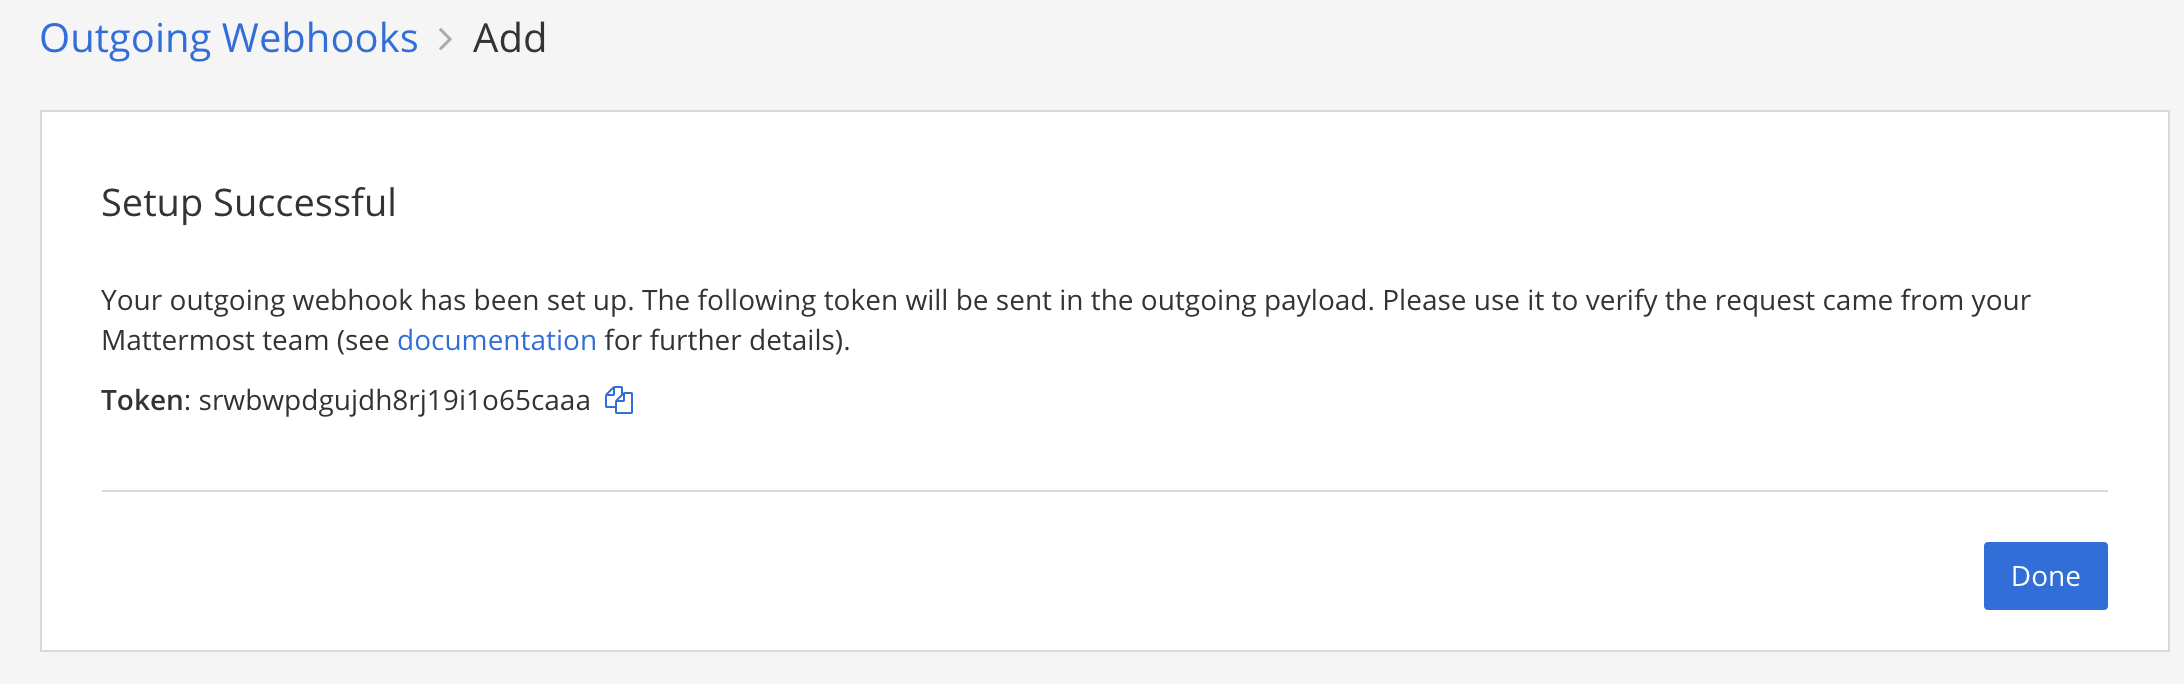 Outgoing Webhooks > Add
Setup Successful
Your outgoing webhook has been set up. The following token will be sent in the outgoing payload. Please use it to verify the request came from your
Mattermost team (see documentation for further details).
Token: srwbwpdgujdh8rj19i1o65caaa
Done